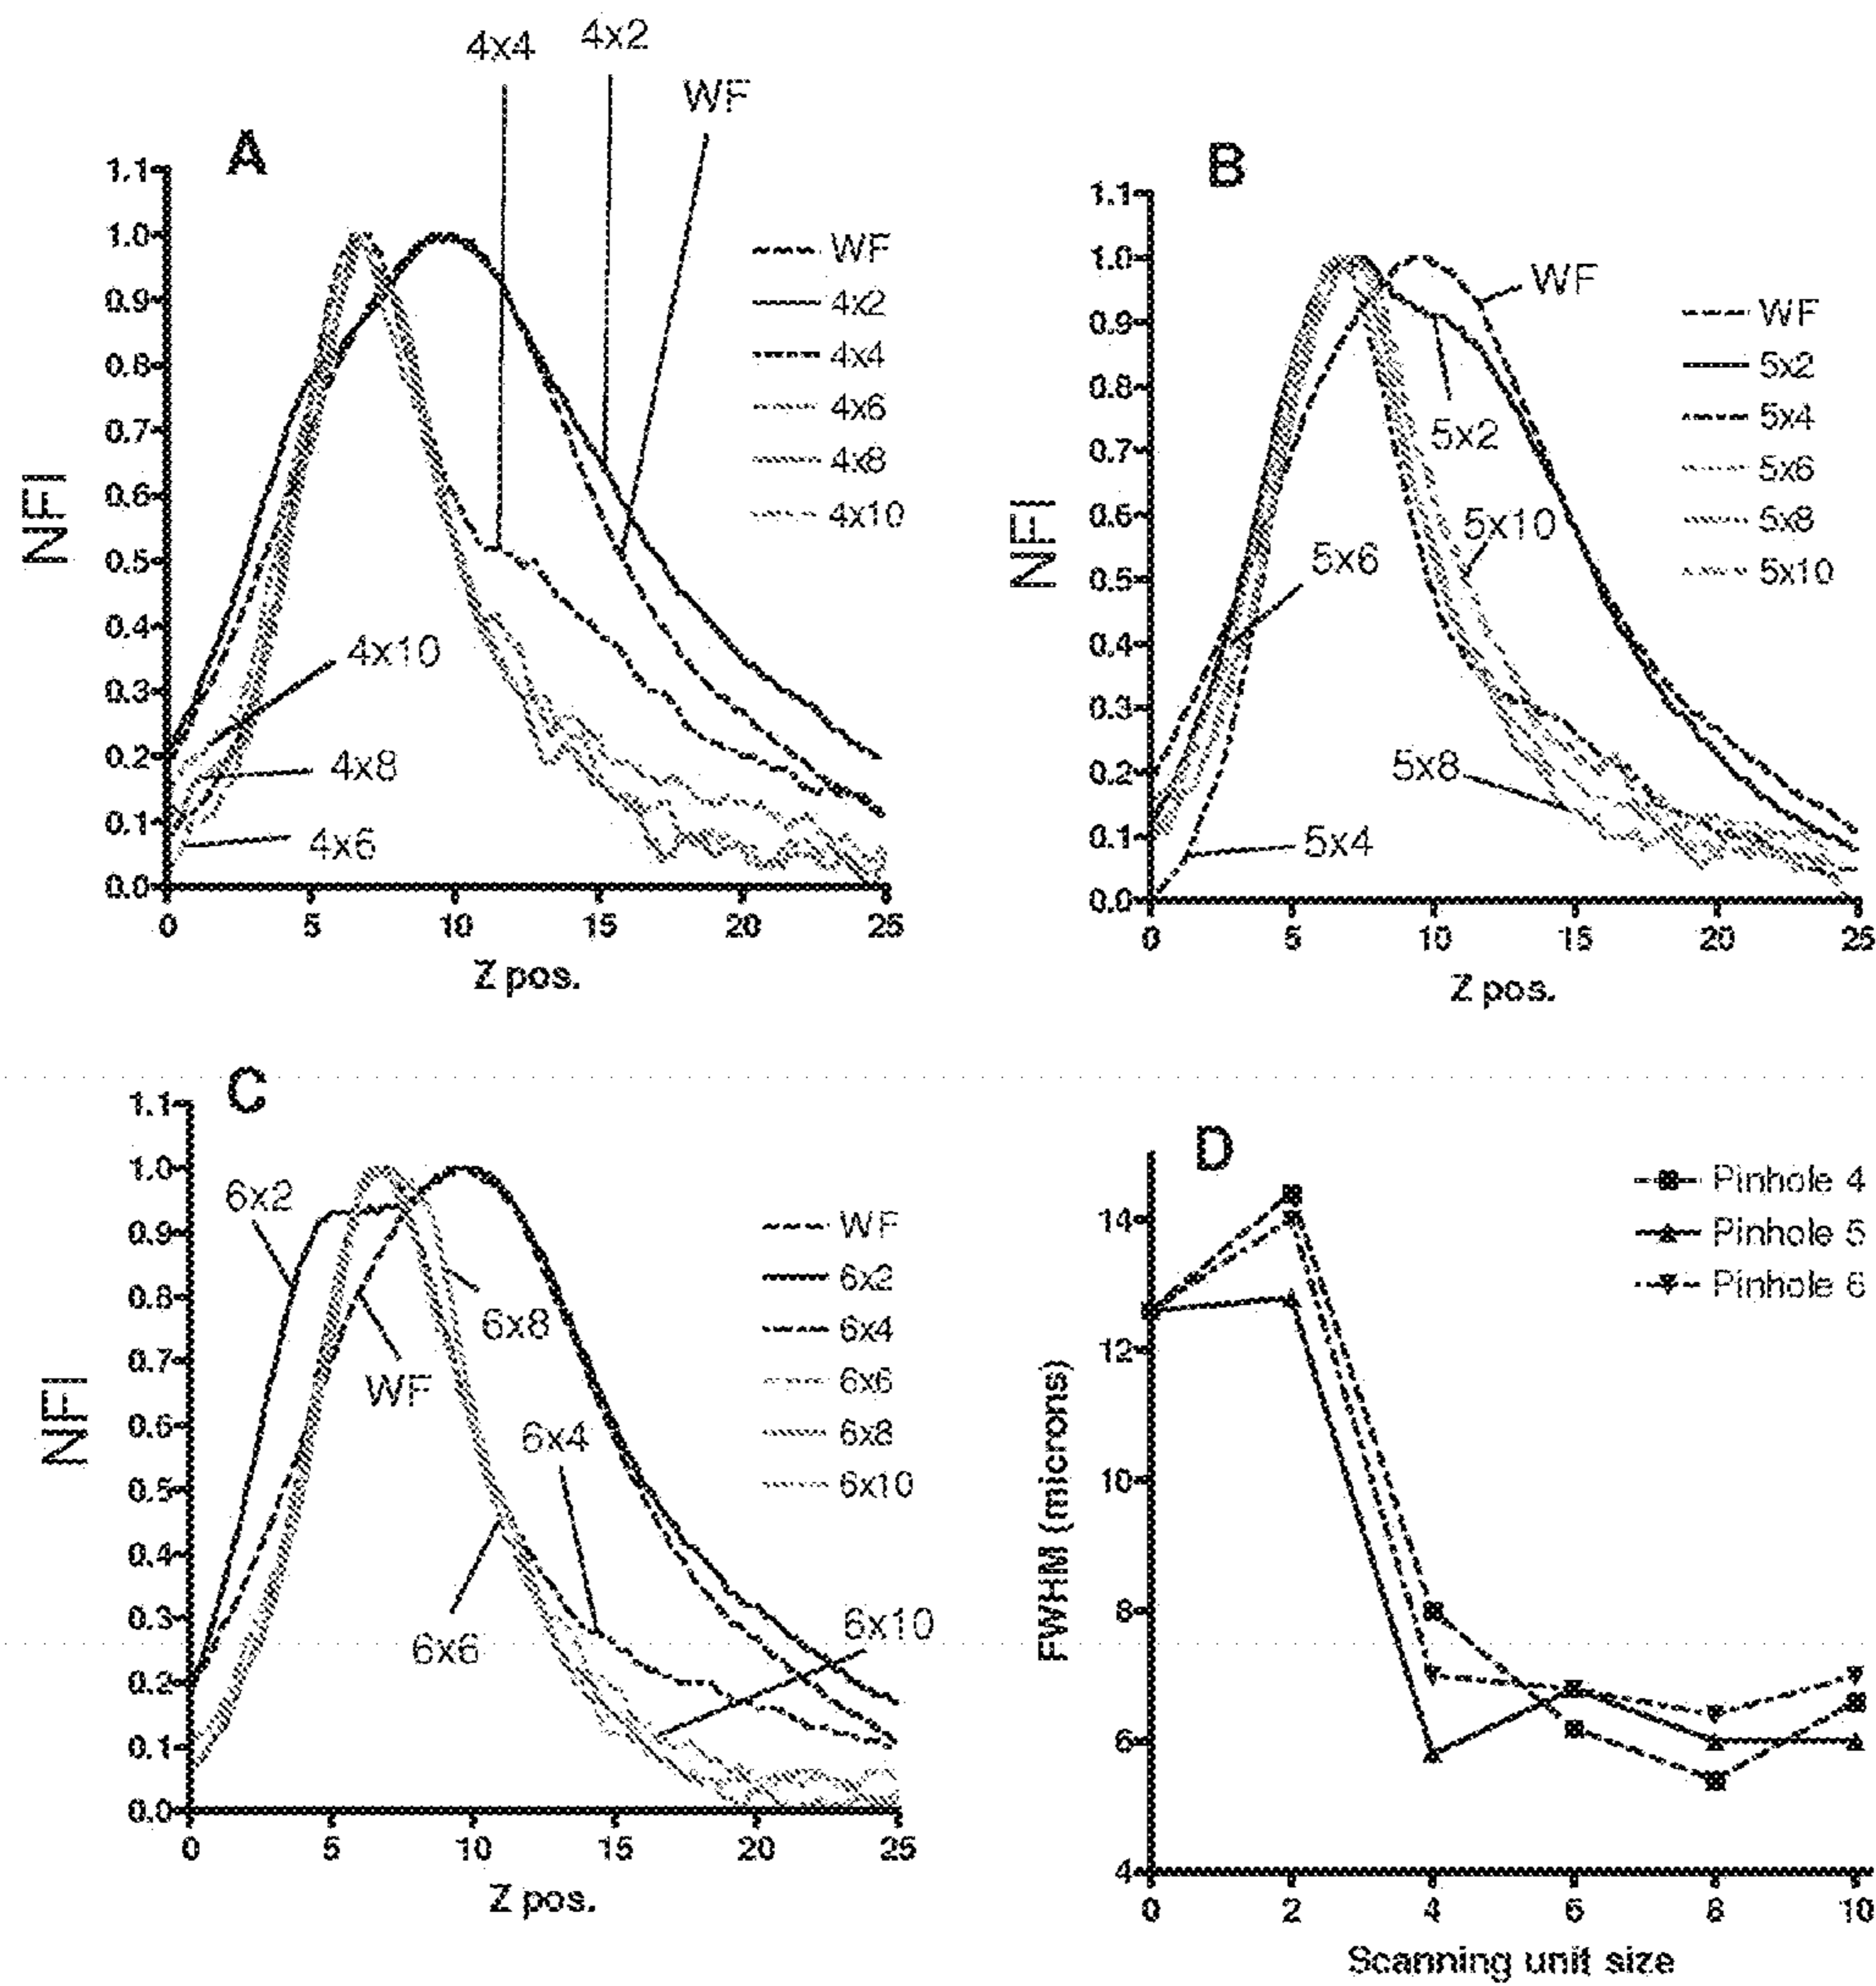 A
4x4
4x2
WF
1.1
1.0
0.9
0.8
0.7
0.6
0.5
0.4
0.3
0.2
0.1
0.0
NFI
WF
4x2
4x4
4x6
4x8
4x10
4x10
4x8
4x6
0 5 10 15 20 25
Z pos.
B
1.1
1.0
0.9
0.8
0.7
0.6
0.5
0.4
0.3
0.2
0.1
0.0
NFI
WF
WF
5x2
5x4
5x6
5x8
5x10
5x2
5x10
5x6
5x8
5x4
0 5 10 15 20 25
Z pos.
C
1.1
1.0
0.9
0.8
0.7
0.6
0.5
0.4
0.3
0.2
0.1
0.0
NFI
6x2
WF
6x2
6x4
6x6
6x8
6x10
6x8
WF
6x4
6x6
6x10
0 5 10 15 20 25
Z pos.
D
Pinhole 4
Pinhole 5
Pinhole 6
14
12
10
8
6
4
FWHM (microns)
0 2 4 6 8 10
Scanning unit size